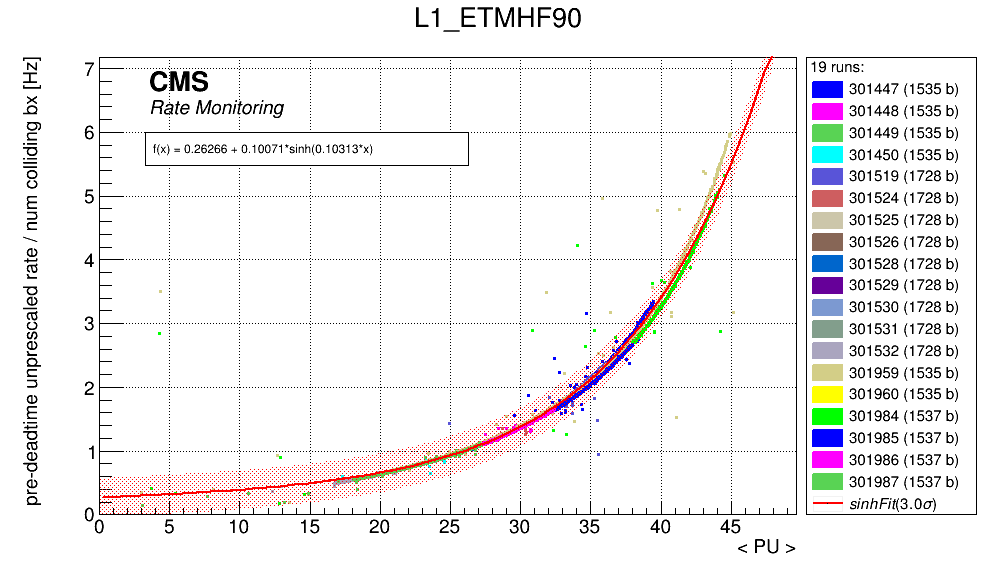 L1_ETMHF90
pre-deadtime unprescaled rate / num colliding bx [Hz]
CMS
Rate Monitoring
f(x) = 0.26266 + 0.10071*sinh(0.10313*x)
7
6
5
4
3
2
1
0
0 5 10 15 20 25 30 35 40 45
< PU >
19 runs:
301447 (1535 b)
301448 (1535 b)
301449 (1535 b)
301450 (1535 b)
301519 (1728 b)
301524 (1728 b)
301525 (1728 b)
301526 (1728 b)
301528 (1728 b)
301529 (1728 b)
301530 (1728 b)
301531 (1728 b)
301532 (1728 b)
301959 (1535 b)
301960 (1535 b)
301984 (1537 b)
301985 (1537 b)
301986 (1537 b)
301987 (1537 b)
sinhFit(3.0σ)